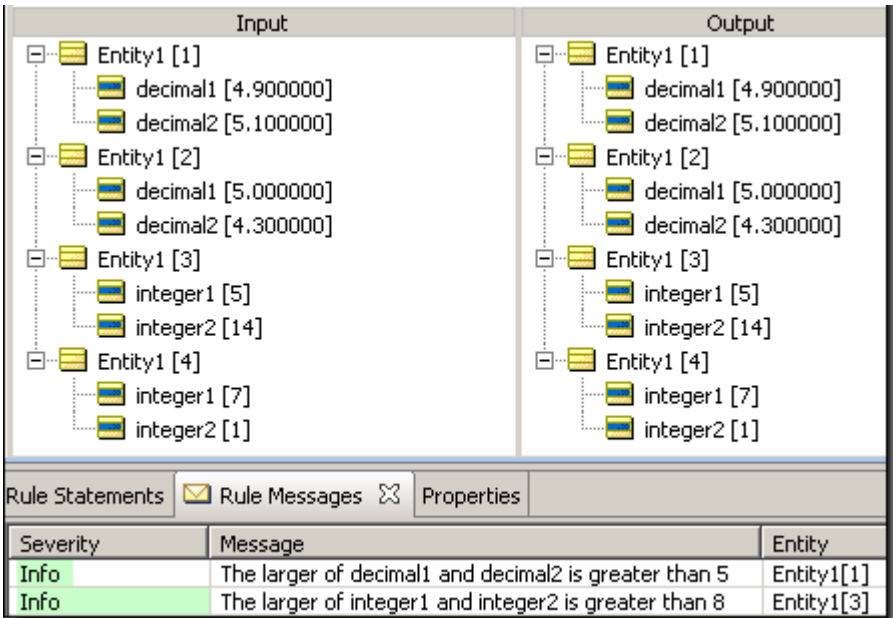 Input Output
Entity1 [1] Entity1 [1]
decimal1 [4.900000] decimal1 [4.900000]
decimal2 [5.100000] decimal2 [5.100000]
Entity1 [2] Entity1 [2]
decimal1 [5.000000] decimal1 [5.000000]
decimal2 [4.300000] decimal2 [4.300000]
Entity1 [3] Entity1 [3]
integer1 [5] integer1 [5]
integer2 [14] integer2 [14]
Entity1 [4] Entity1 [4]
integer1 [7] integer1 [7]
integer2 [1] integer2 [1]
Rule Statements Rule Messages Properties
Severity Message Entity
Info The larger of decimal1 and decimal2 is greater than 5 Entity1[1]
Info The larger of integer1 and integer2 is greater than 8 Entity1[3]